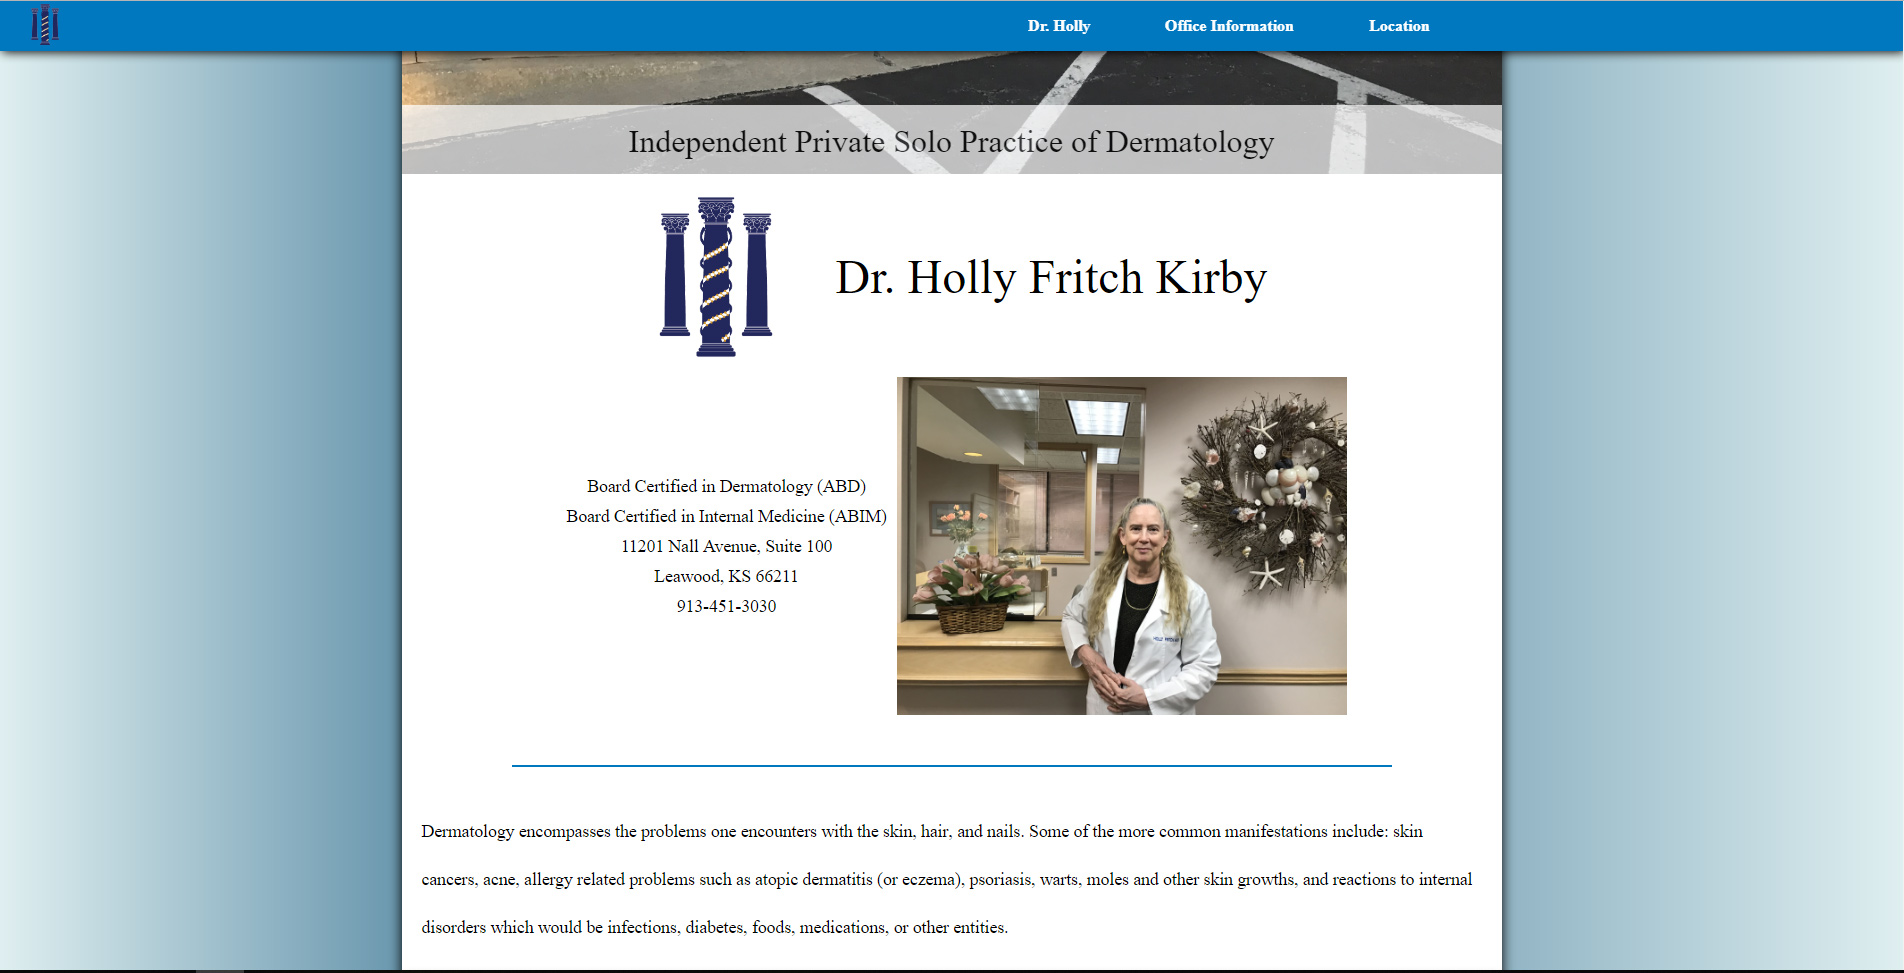 Dr. Holly
Office Information
Location
Independent Private Solo Practice of Dermatology
Dr. Holly Fritch Kirby
Board Certified in Dermatology (ABD)
Board Certified in Internal Medicine (ABIM)
11201 Nall Avenue, Suite 100
Leawood, KS 66211
913-451-3030
Dermatology encompasses the problems one encounters with the skin, hair, and nails. Some of the more common manifestations include: skin
cancers, acne, allergy related problems such as atopic dermatitis (or eczema), psoriasis, warts, moles and other skin growths, and reactions to internal
disorders which would be infections, diabetes, foods, medications, or other entities.